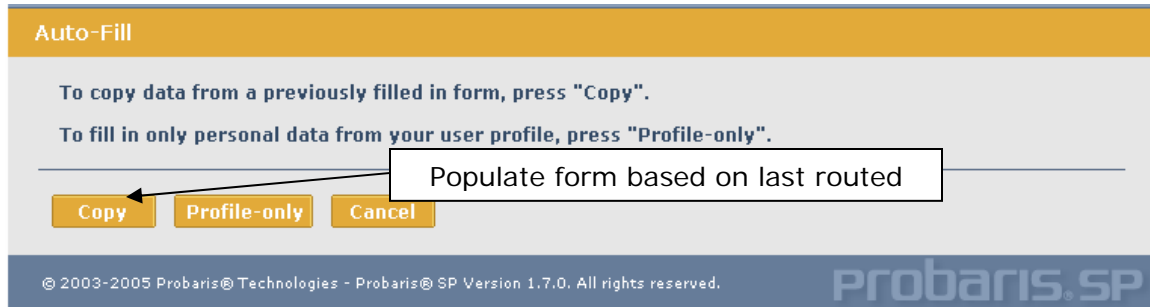 Auto-Fill
To copy data from a previously filled in form, press "Copy".
To fill in only personal data from your user profile, press "Profile-only".
Populate form based on last routed
Copy Profile-only Cancel
© 2003-2005 Probaris® Technologies - Probaris® SP Version 1.7.0. All rights reserved.
probaris.SP